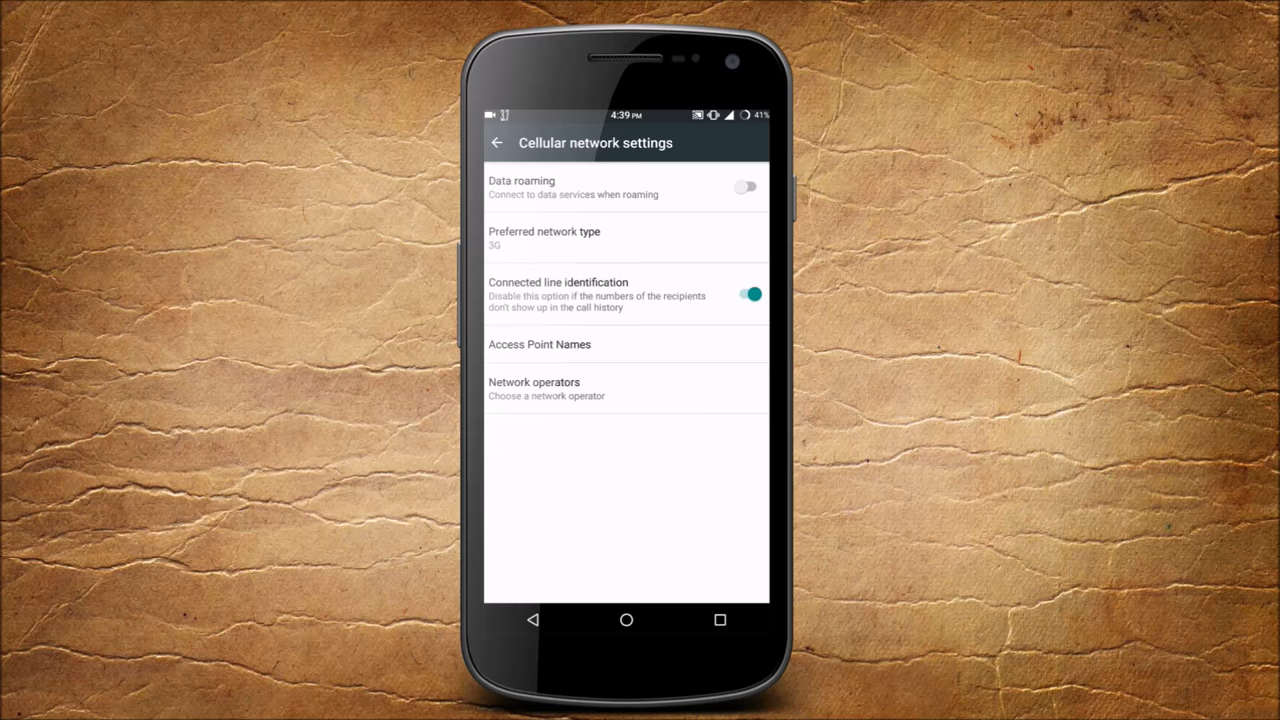 37 4:39 PM 41%
Cellular network settings
Data roaming
Connect to data services when roaming
Preferred network type
3G
Connected line identification
Disable this option if the numbers of the recipients
don't show up in the call history
Access Point Names
Network operators
Choose a network operator